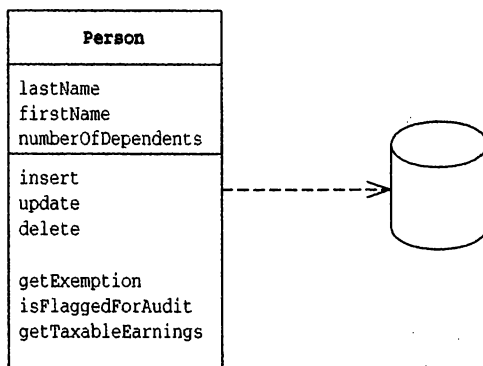 Person
lastName
firstName
numberOfDependents
insert
update
delete
getExemption
isFlaggedForAudit
getTaxableEarnings